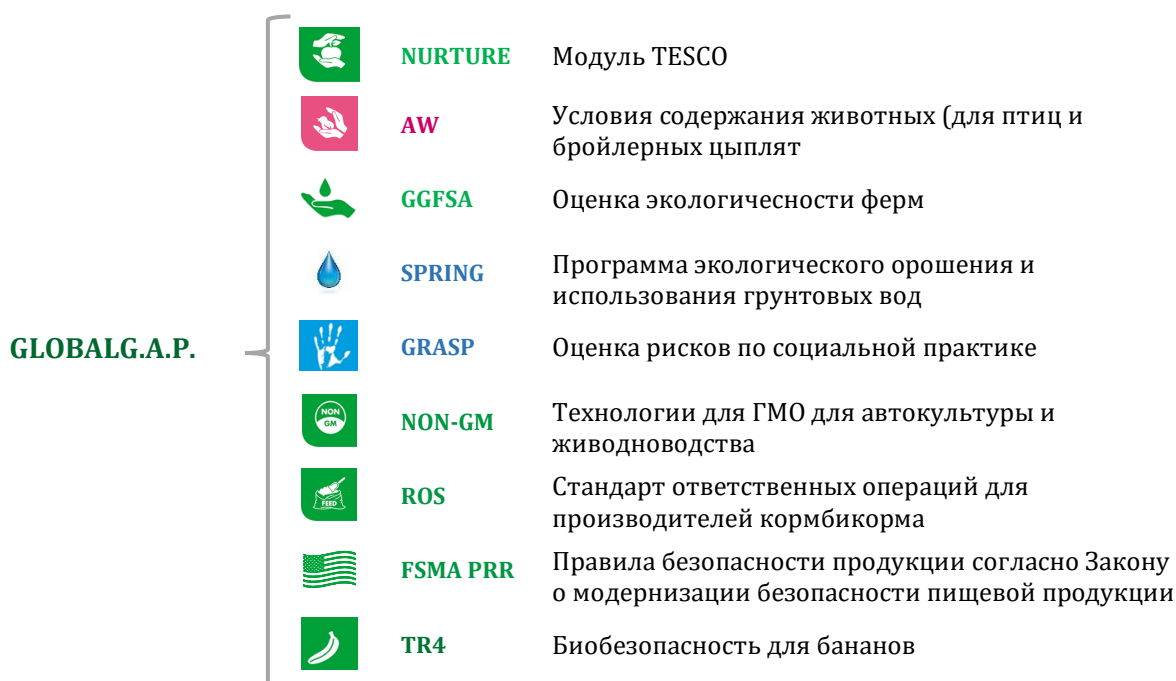 NURTURE Модуль TESCO
AW Условия содержания животных (для птиц и
бройлерных цыплят
GGFSA Оценка экологичесности ферм
SPRING Программа экологического орошения и
использования грунтовых вод
GLOBALG.A.P.
GRASP Оценка рисков по социальной практике
NON GM
NON-GM Технологии для ГМО для автокультуры и
живодноводства
FEED
ROS Стандарт ответственных операций для
производителей кормбикорма
FSMA PRR Правила безопасности продукции согласно Закону
о модернизации безопасности пищевой продукции
TR4 Биобезопасность для бананов